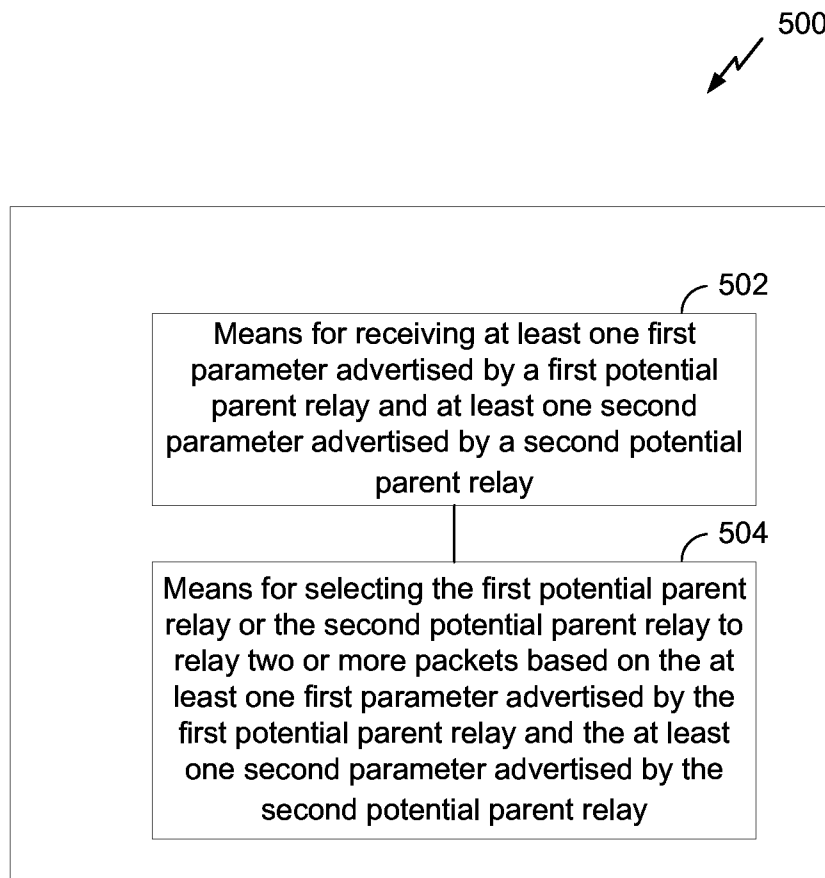 500
502
Means for receiving at least one first
parameter advertised by a first potential
parent relay and at least one second
parameter advertised by a second potential
parent relay
504
Means for selecting the first potential parent
relay or the second potential parent relay to
relay two or more packets based on the at
least one first parameter advertised by the
first potential parent relay and the at least
one second parameter advertised by the
second potential parent relay